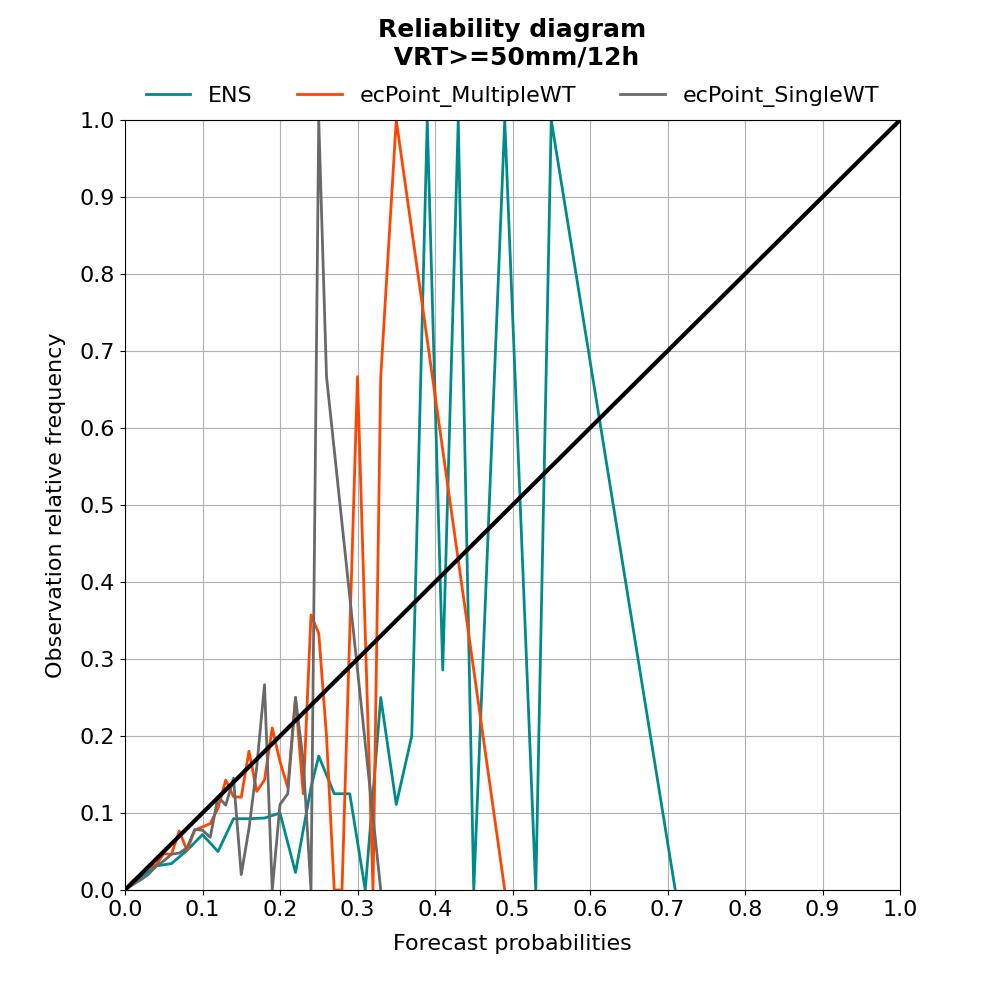 Reliability diagram
VRT>=50mm/12h
ENS ecPoint_MultipleWT ecPoint_SingleWT
1.0
0.9
0.8
0.7
0.6
0.5
0.4
0.3
0.2
0.1
0.0
Observation relative frequency
0.0 0.1 0.2 0.3 0.4 0.5 0.6 0.7 0.8 0.9 1.0
Forecast probabilities